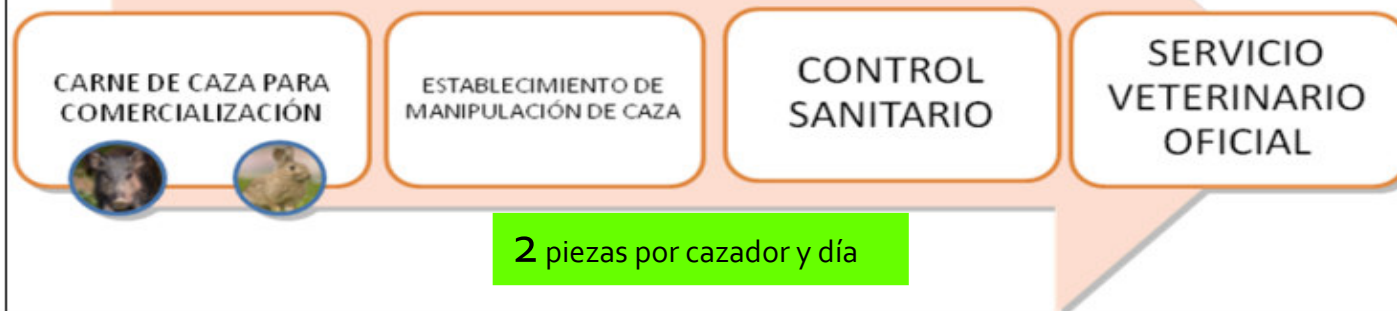 CARNE DE CAZA PARA
COMERCIALIZACIÓN
ESTABLECIMIENTO DE
MANIPULACIÓN DE CAZA
CONTROL
SANITARIO
SERVICIO
VETERINARIO
OFICIAL
2 piezas por cazador y día